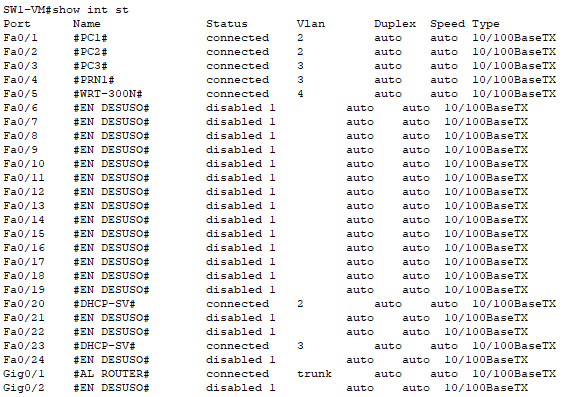 SW1-VM#show int st
Port Name Status Vlan Duplex Speed Type
Fa0/1 #PC1# connected 2 auto auto 10/100BaseTX
Fa0/2 #PC2# connected 2 auto auto 10/100BaseTX
Fa0/3 #PC3# connected 3 auto auto 10/100BaseTX
Fa0/4 #PRN1# connected 3 auto auto 10/100BaseTX
Fa0/5 #WRT-300N# connected 4 auto auto 10/100BaseTX
Fa0/6 #EN DESUSO# disabled 1 auto auto 10/100BaseTX
Fa0/7 #EN DESUSO# disabled 1 auto auto 10/100BaseTX
Fa0/8 #EN DESUSO# disabled 1 auto auto 10/100BaseTX
Fa0/9 #EN DESUSO# disabled 1 auto auto 10/100BaseTX
Fa0/10 #EN DESUSO# disabled 1 auto auto 10/100BaseTX
Fa0/11 #EN DESUSO# disabled 1 auto auto 10/100BaseTX
Fa0/12 #EN DESUSO# disabled 1 auto auto 10/100BaseTX
Fa0/13 #EN DESUSO# disabled 1 auto auto 10/100BaseTX
Fa0/14 #EN DESUSO# disabled 1 auto auto 10/100BaseTX
Fa0/15 #EN DESUSO# disabled 1 auto auto 10/100BaseTX
Fa0/16 #EN DESUSO# disabled 1 auto auto 10/100BaseTX
Fa0/17 #EN DESUSO# disabled 1 auto auto 10/100BaseTX
Fa0/18 #EN DESUSO# disabled 1 auto auto 10/100BaseTX
Fa0/19 #EN DESUSO# disabled 1 auto auto 10/100BaseTX
Fa0/20 #DHCP-SV# connected 2 auto auto 10/100BaseTX
Fa0/21 #EN DESUSO# disabled 1 auto auto 10/100BaseTX
Fa0/22 #EN DESUSO# disabled 1 auto auto 10/100BaseTX
Fa0/23 #DHCP-SV# connected 3 auto auto 10/100BaseTX
Fa0/24 #EN DESUSO# disabled 1 auto auto 10/100BaseTX
Gig0/1 #AL ROUTER# connected trunk auto auto 10/100BaseTX
Gig0/2 #EN DESUSO# disabled 1 auto auto 10/100BaseTX